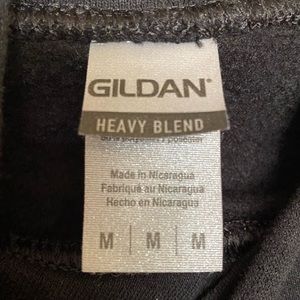 GILDAN
HEAVY BLEND
Made in Nicaragua
Fabriqué au Nicaragua
Hecho en Nicaragua
M | M | M